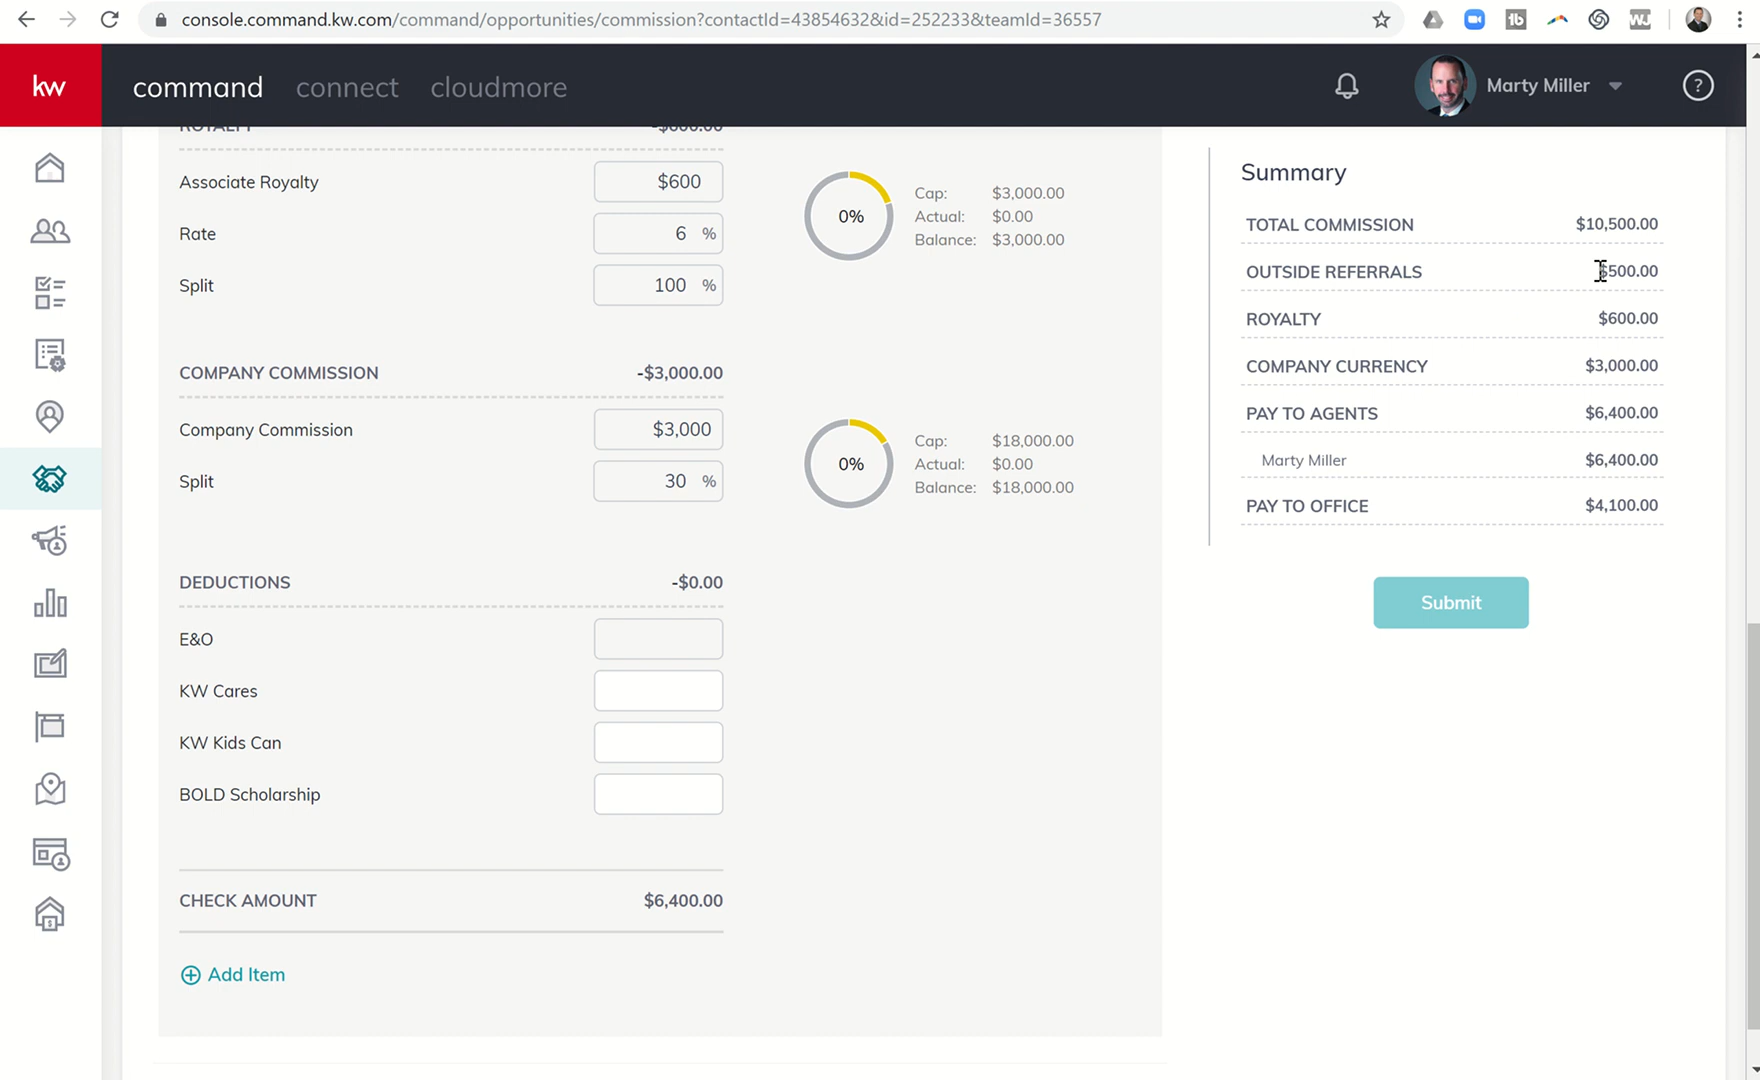 console.command.kw.com/command/opportunities/commission?contactId=43854632&id=252233&teamId=36557
kw
command connect cloudmore
Marty Miller
?
ROYALTY -$600.00
Associate Royalty $600
Rate 6 %
Split 100 %
0%
Cap: $3,000.00
Actual: $0.00
Balance: $3,000.00
COMPANY COMMISSION -$3,000.00
Company Commission $3,000
Split 30 %
0%
Cap: $18,000.00
Actual: $0.00
Balance: $18,000.00
DEDUCTIONS -$0.00
E&O
KW Cares
KW Kids Can
BOLD Scholarship
CHECK AMOUNT $6,400.00
Add Item
Summary
TOTAL COMMISSION $10,500.00
OUTSIDE REFERRALS $500.00
ROYALTY $600.00
COMPANY CURRENCY $3,000.00
PAY TO AGENTS $6,400.00
Marty Miller $6,400.00
PAY TO OFFICE $4,100.00
Submit